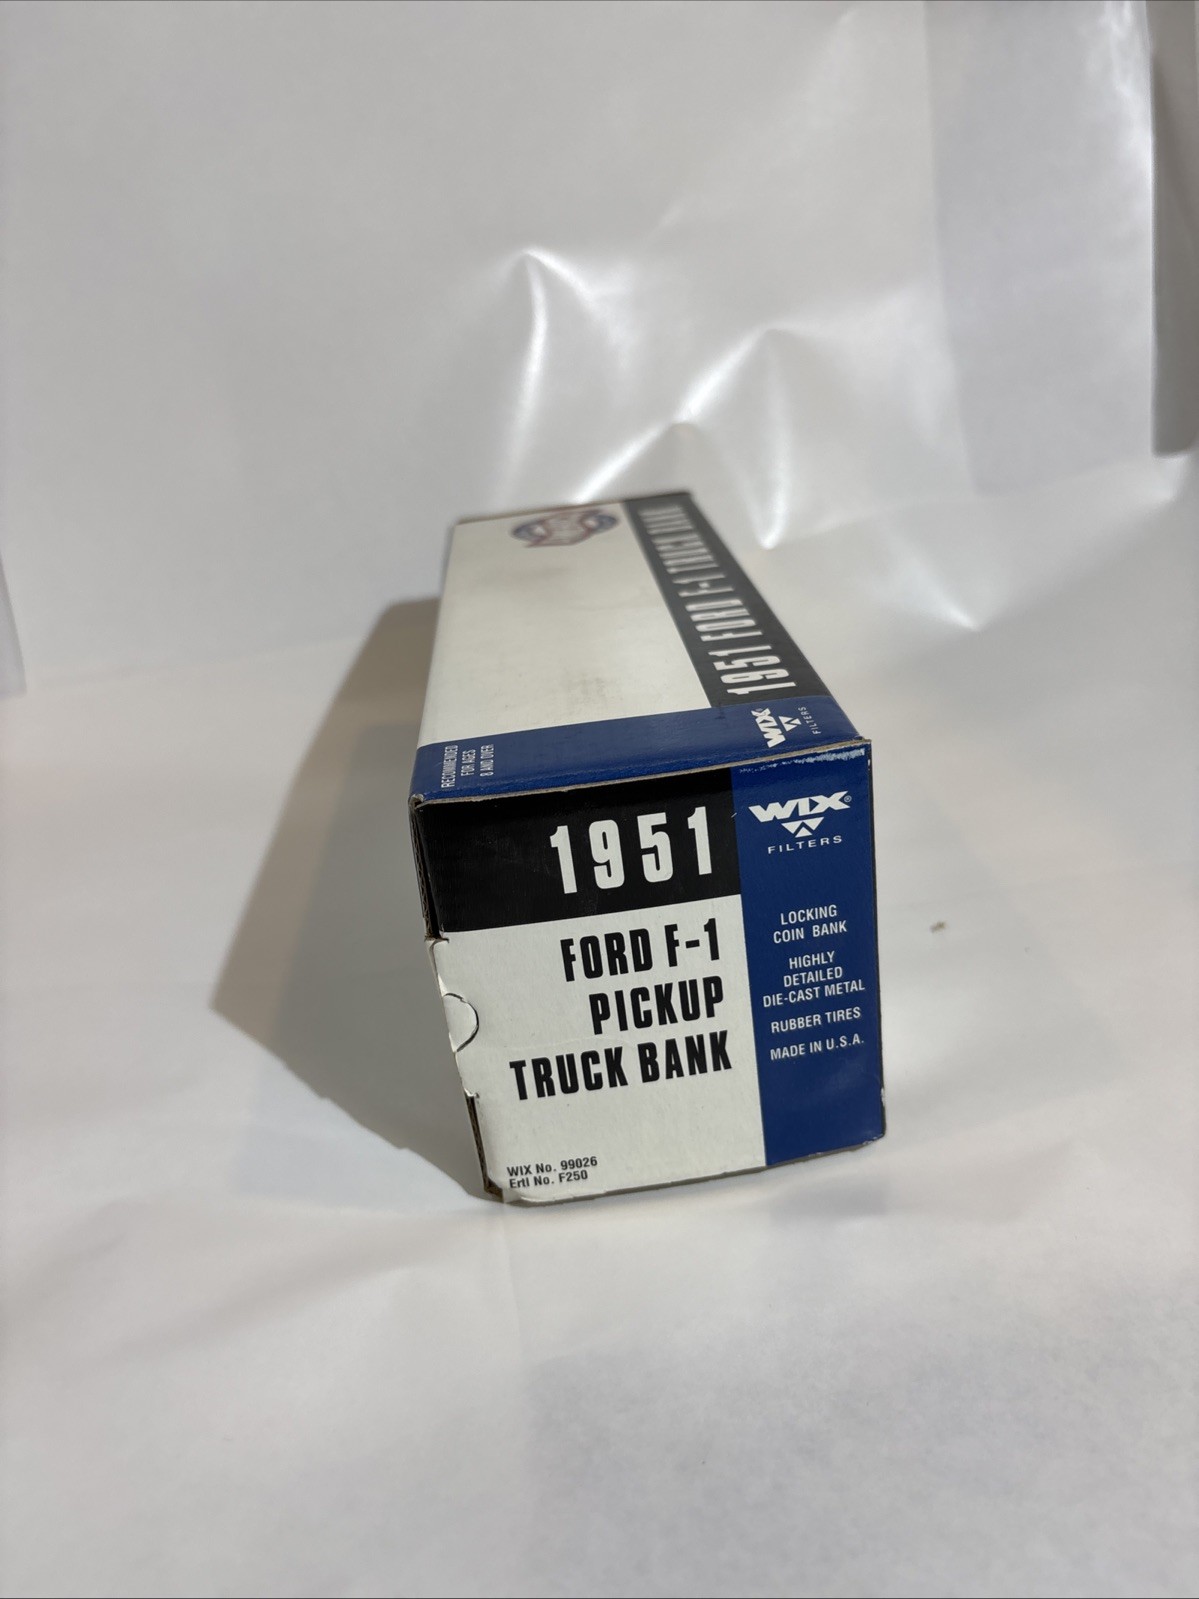 1951 FORD F-1 TRUCK BANK
WIX
FILTERS
RECOMMENDED
FOR AGES
8 AND OVER
1951
FORD F-1
PICKUP
TRUCK BANK
WIX No. 99026
Ertl No. F250
WIX®
FILTERS
LOCKING
COIN BANK
HIGHLY
DETAILED
DIE-CAST METAL
RUBBER TIRES
MADE IN U.S.A.